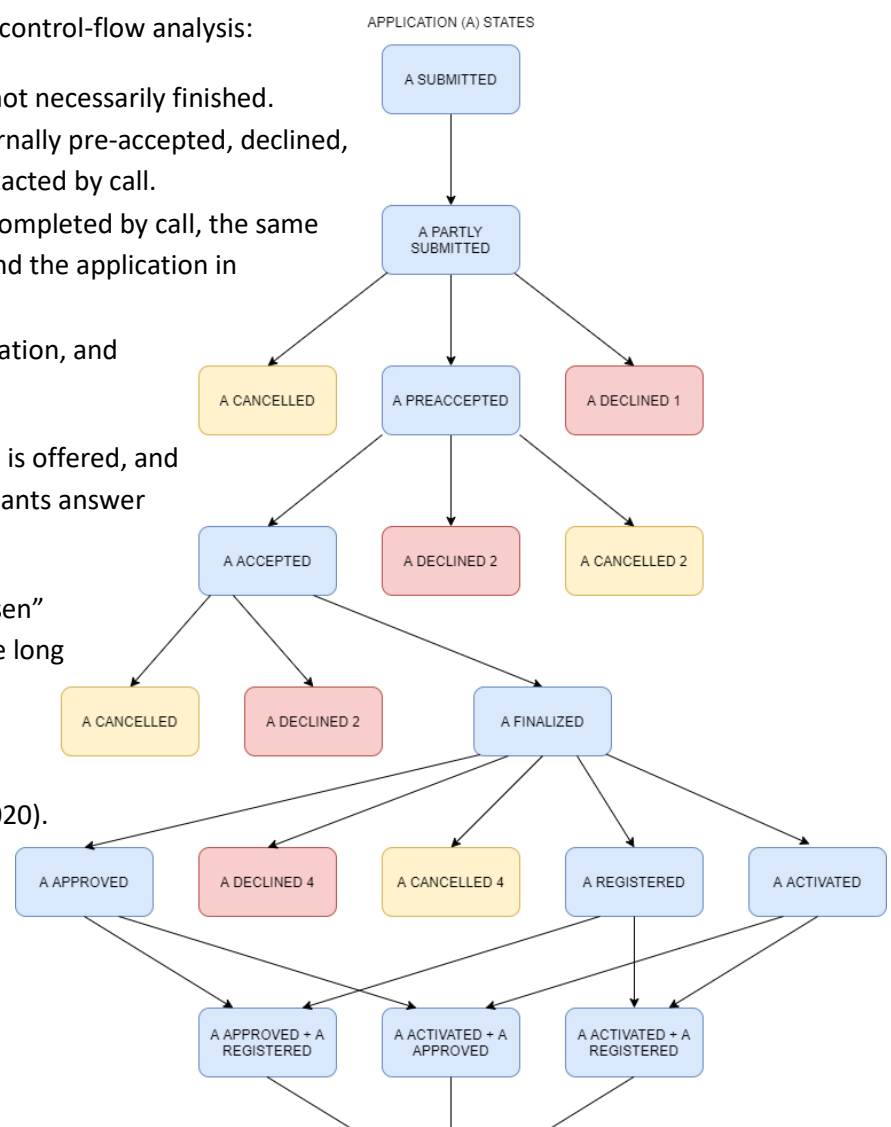 control-flow analysis:
not necessarily finished.
rnally pre-accepted, declined,
tacted by call.
ompleted by call, the same
nd the application in
ation, and
is offered, and
ants answer
sen”
e long
020).
APPLICATION (A) STATES
A SUBMITTED
A PARTLY
SUBMITTED
A CANCELLED
A PREACCEPTED
A DECLINED 1
A ACCEPTED
A DECLINED 2
A CANCELLED 2
A CANCELLED
A DECLINED 2
A FINALIZED
A APPROVED
A DECLINED 4
A CANCELLED 4
A REGISTERED
A ACTIVATED
A APPROVED + A
REGISTERED
A ACTIVATED + A
APPROVED
A ACTIVATED + A
REGISTERED